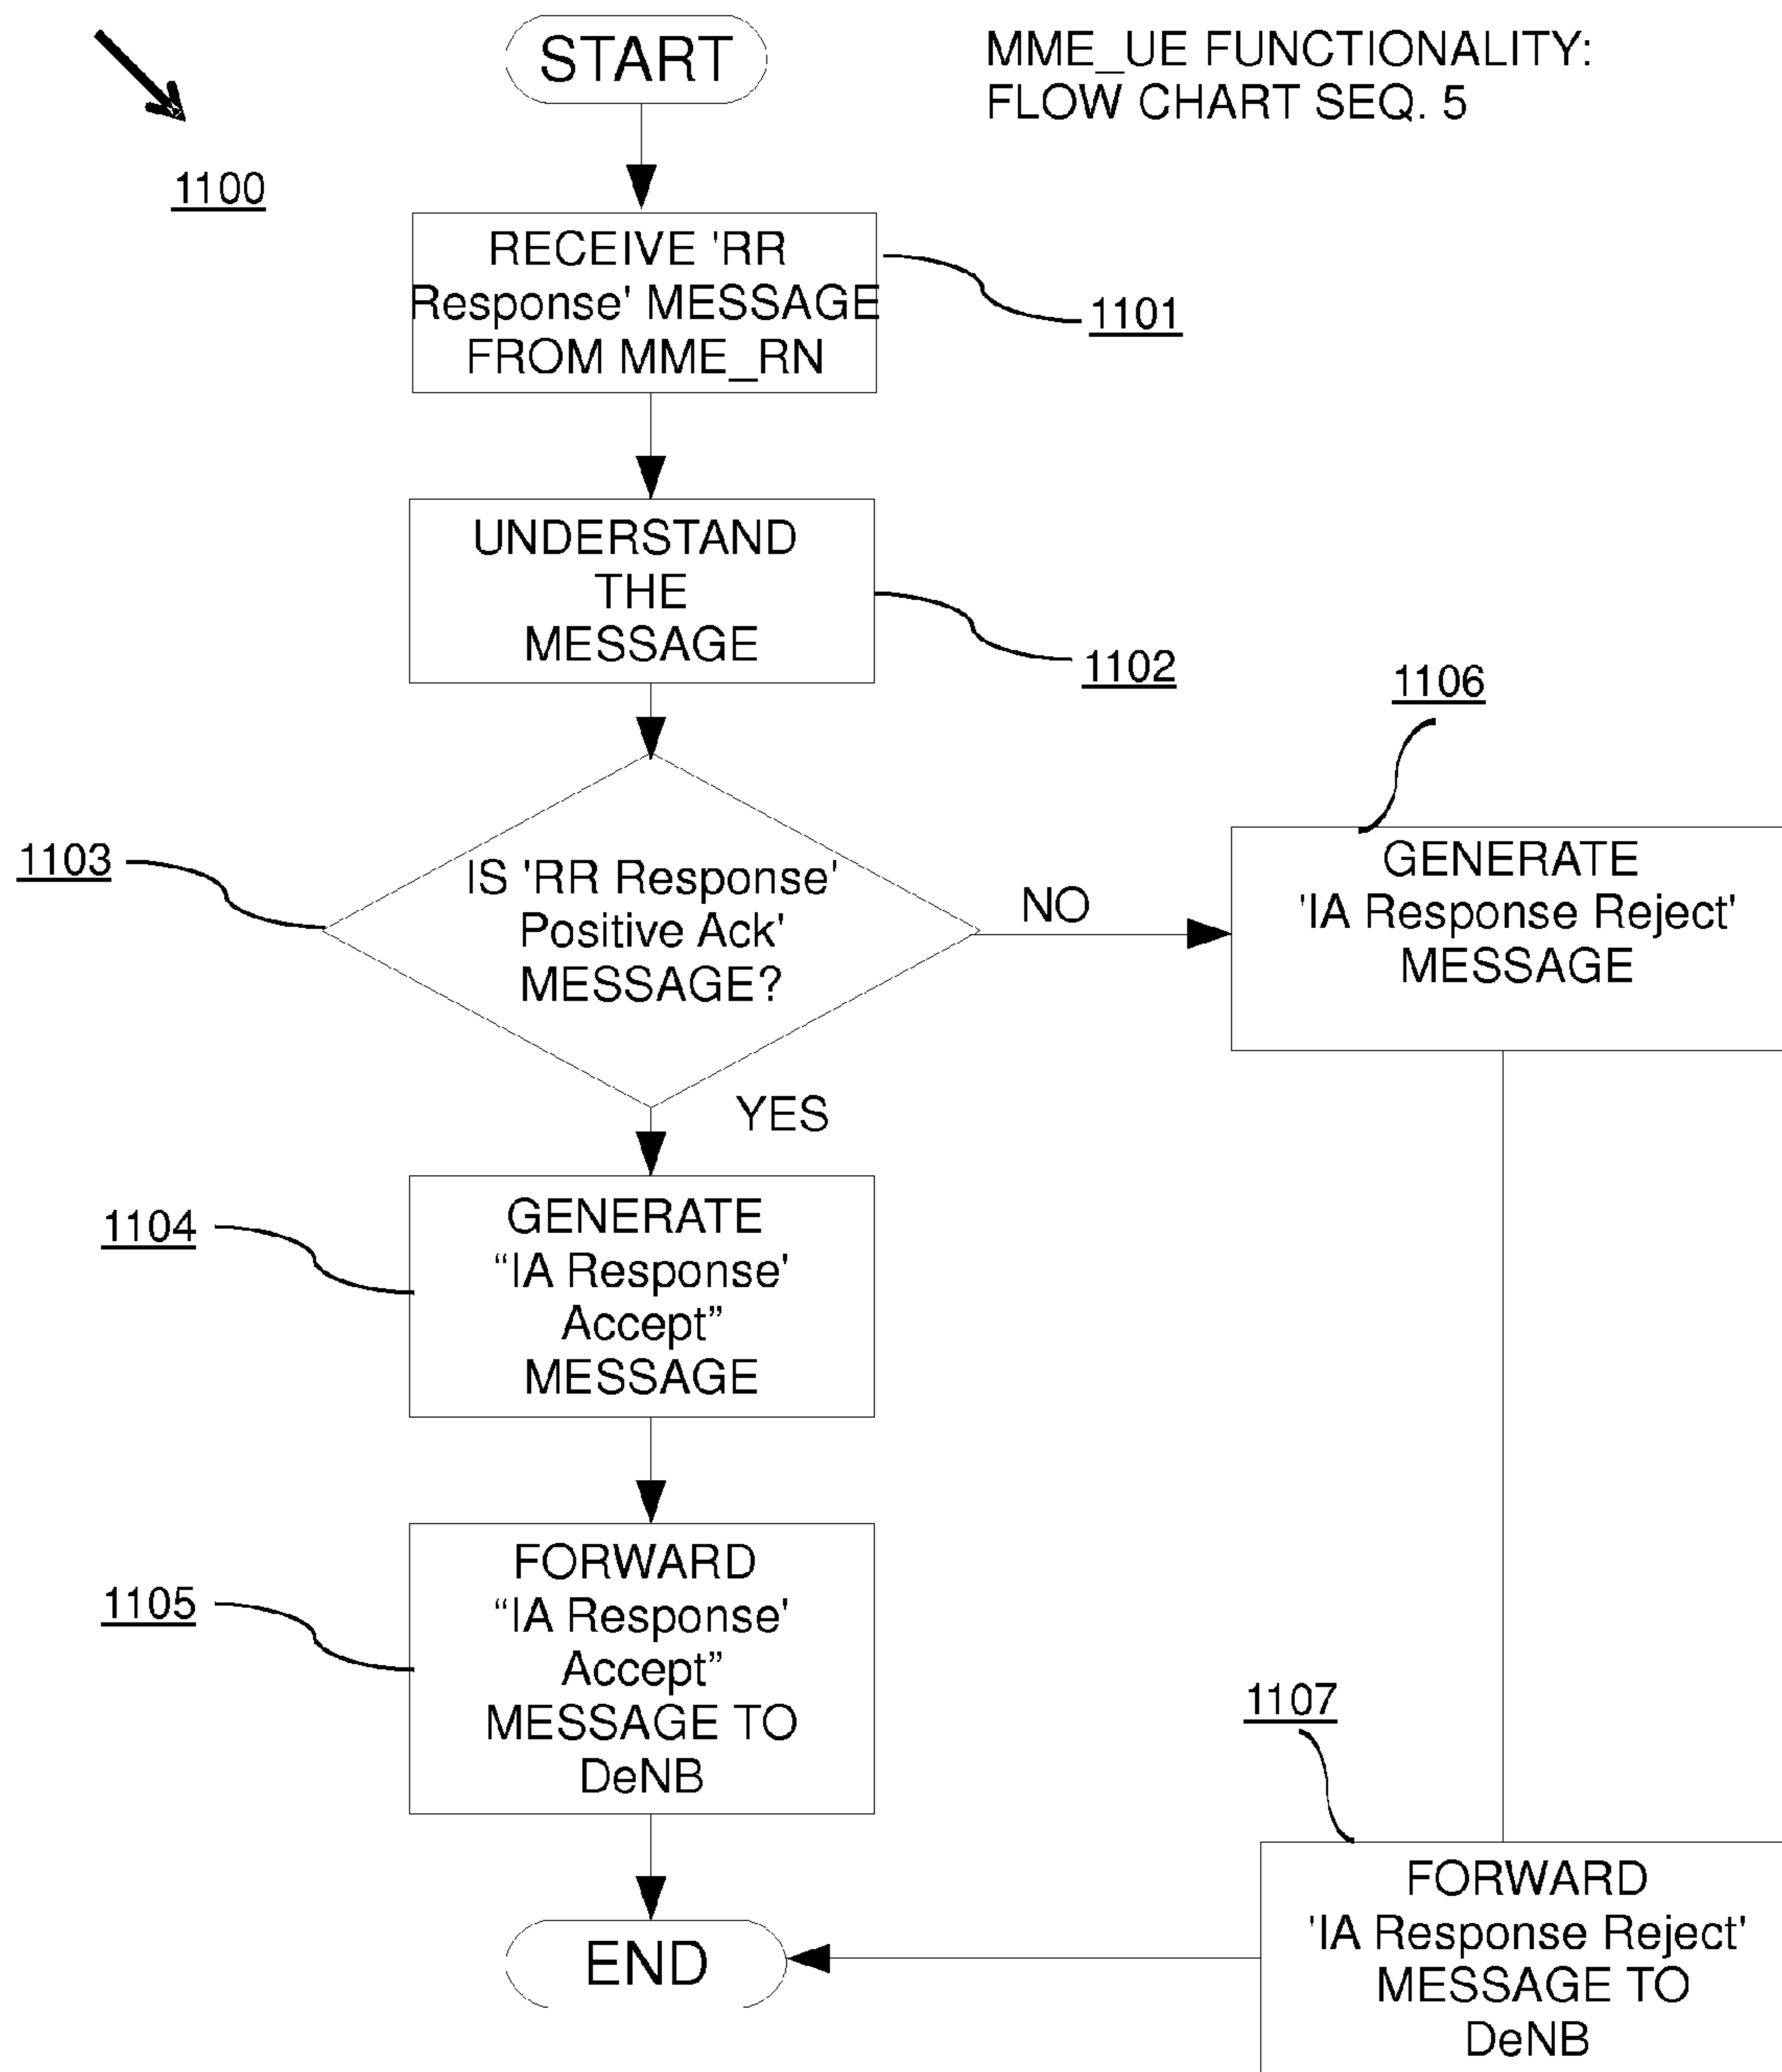 START
MME_UE FUNCTIONALITY:
FLOW CHART SEQ. 5
1100
RECEIVE 'RR
Response' MESSAGE
FROM MME_RN
1101
UNDERSTAND
THE
MESSAGE
1102
1103
IS 'RR Response'
Positive Ack'
MESSAGE?
NO
1106
GENERATE
'IA Response Reject'
MESSAGE
YES
1104
GENERATE
“IA Response'
Accept”
MESSAGE
1105
FORWARD
“IA Response'
Accept”
MESSAGE TO
DeNB
1107
FORWARD
'IA Response Reject'
MESSAGE TO
DeNB
END